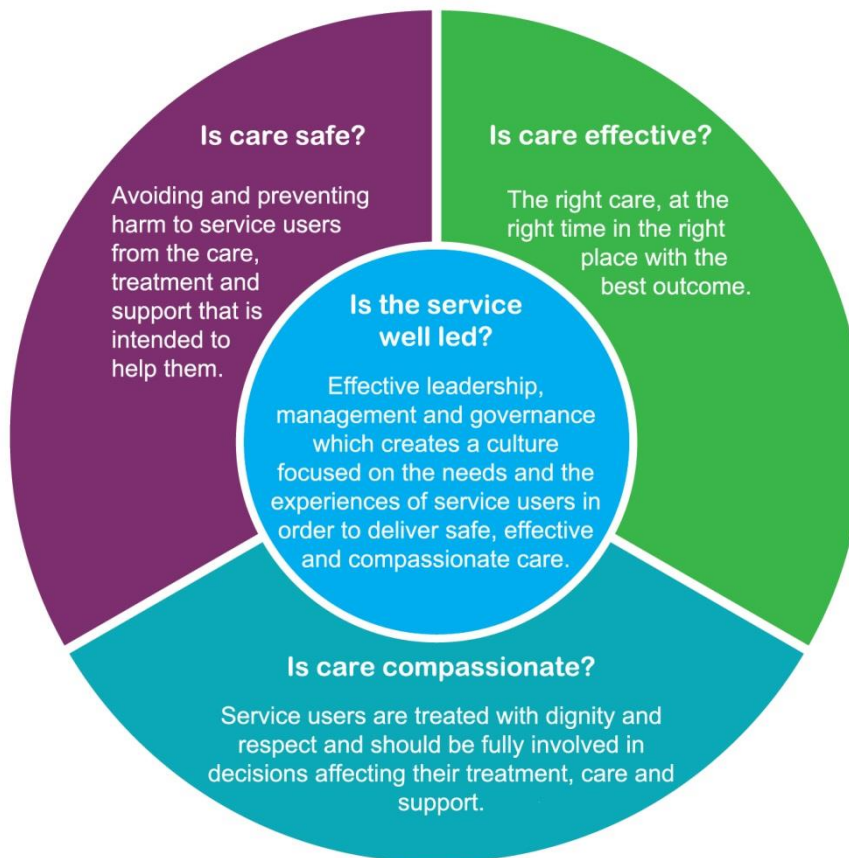 Is care safe?
Avoiding and preventing
harm to service users
from the care,
treatment and
support that is
intended to
help them.
Is care effective?
The right care, at the
right time in the right
place with the
best outcome.
Is the service
well led?
Effective leadership,
management and governance
which creates a culture
focused on the needs and the
experiences of service users in
order to deliver safe, effective
and compassionate care.
Is care compassionate?
Service users are treated with dignity and
respect and should be fully involved in
decisions affecting their treatment, care and
support.